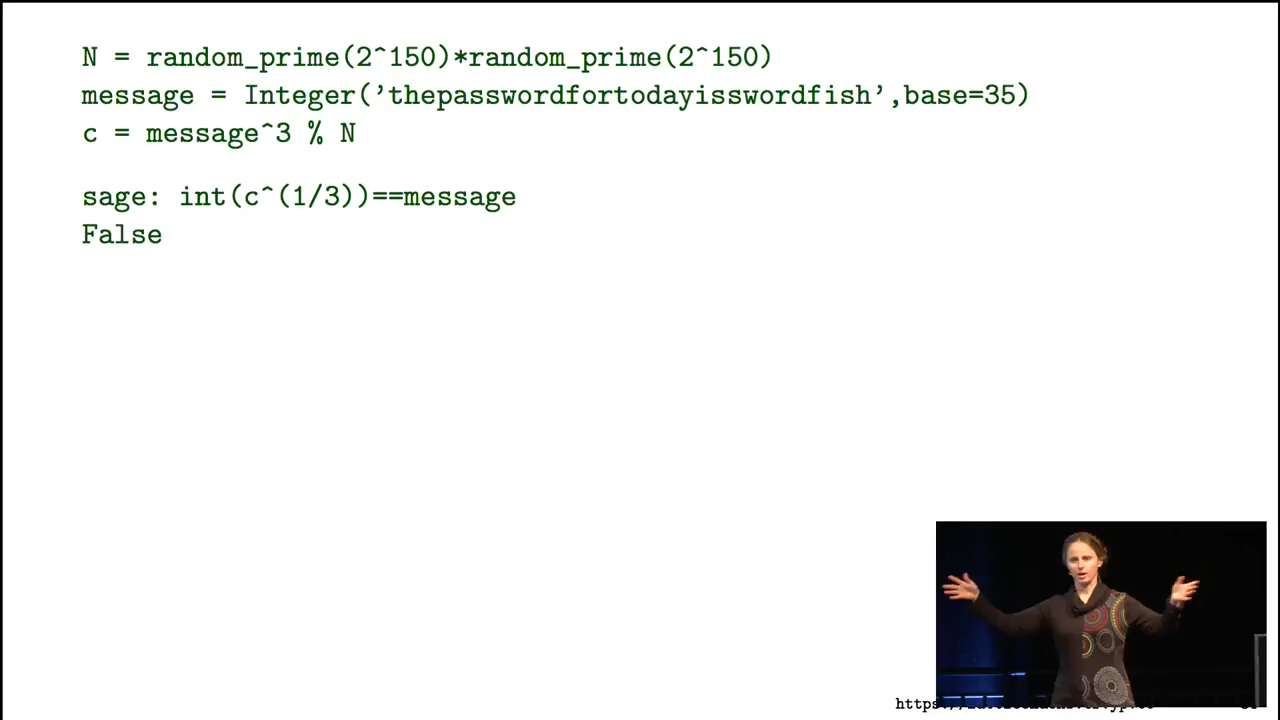 N = random_prime(2^150)*random_prime(2^150)
message = Integer('thepasswordfortodayisswordfish',base=35)
c = message^3 % N
sage: int(c^(1/3))==message
False